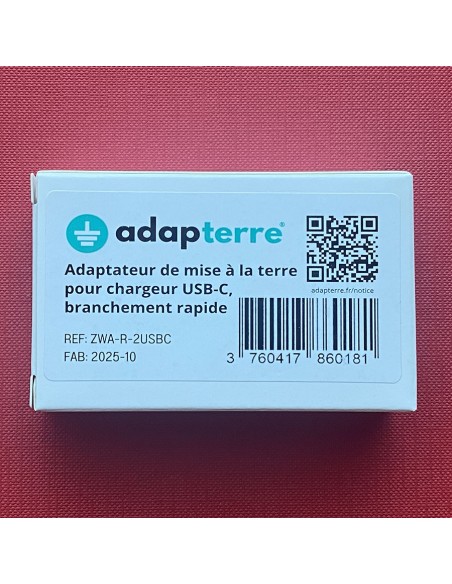 adapterre®
Adaptateur de mise à la terre
pour chargeur USB-C,
branchement rapide
REF: ZWA-R-2USBC
FAB: 2025-10
adapterre.fr/notice
3 760417 860181